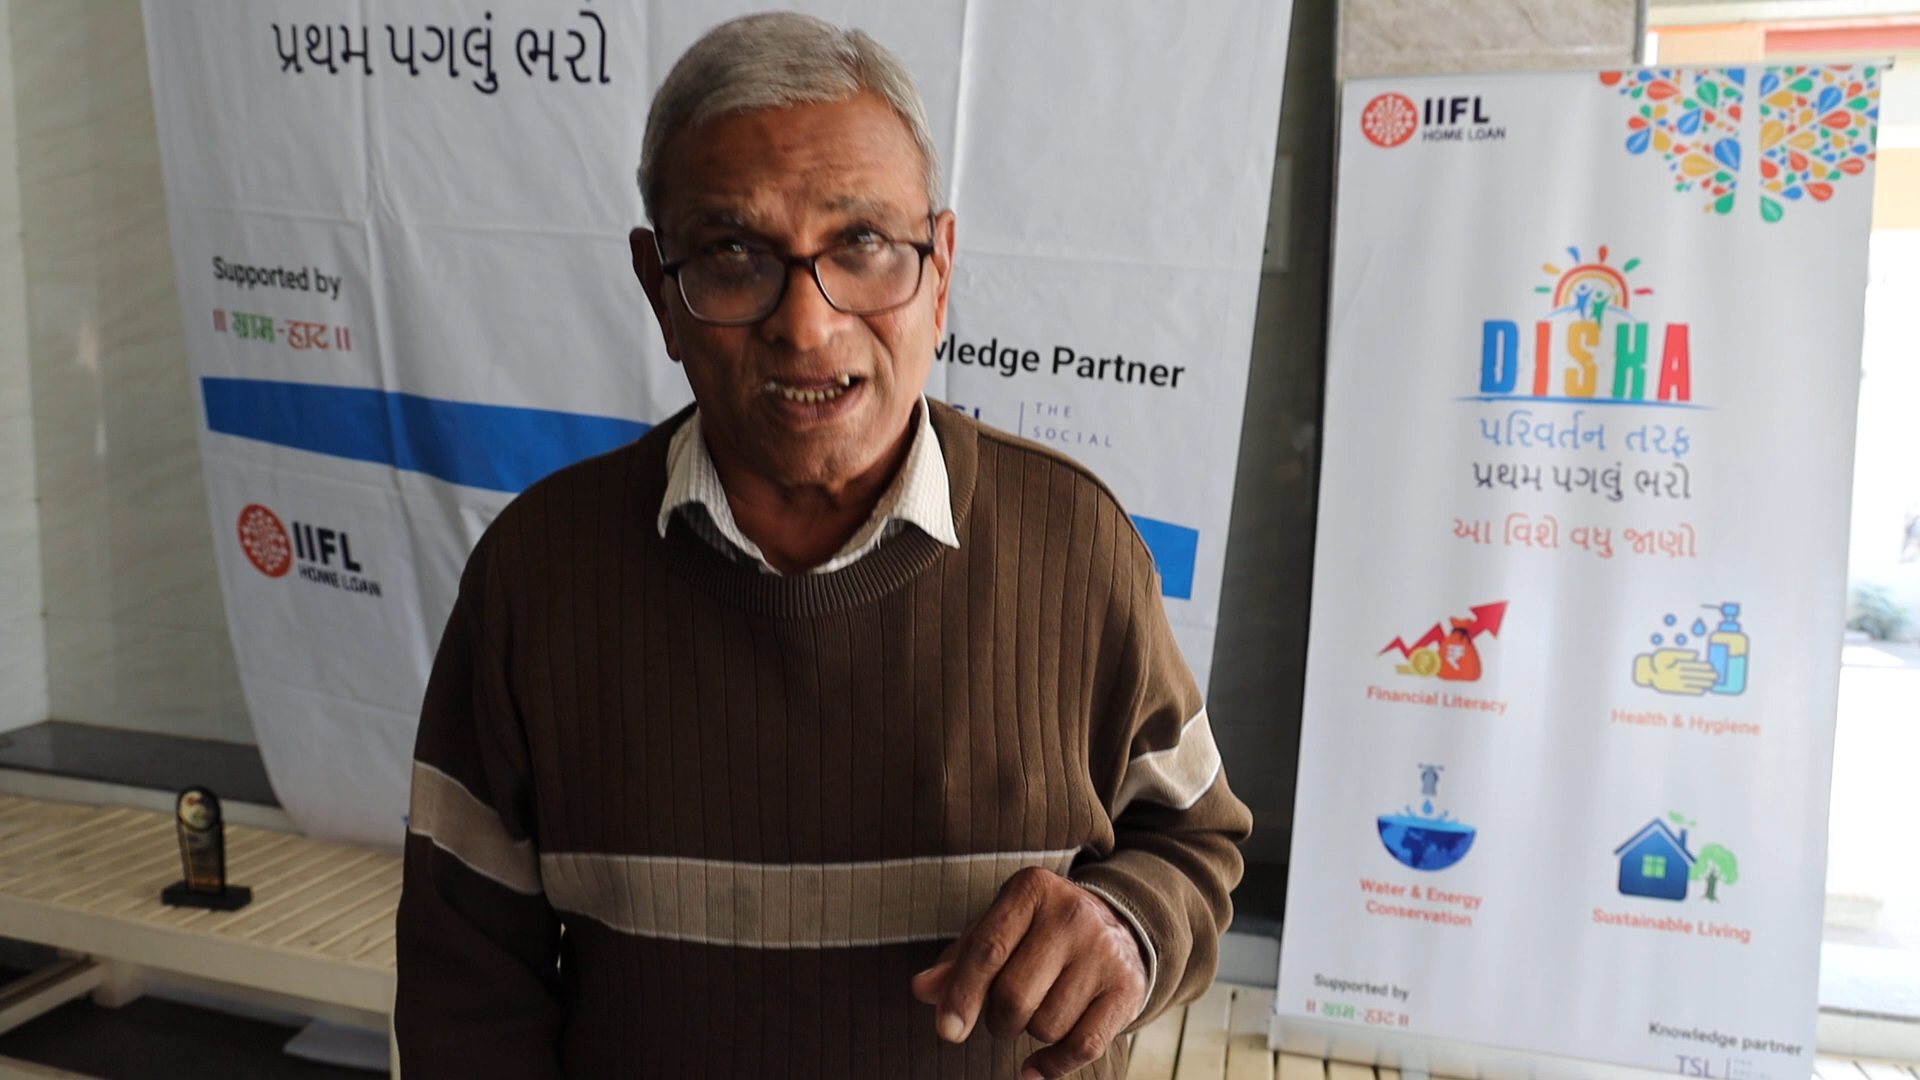 પ્રથમ પગલું ભરો
Supported by
॥ ग्राम-हाट ॥
Partner
THE
SOCIAL
IIFL
HOME LOAN
IIFL
HOME LOAN
DISHA
પરિવર્તન તરફ
પ્રથમ પગલું ભરો
આ વિશે વધુ જાણો
₹
Financial Literacy
Health & Hygiene
Water & Energy
Conservation
Sustainable Living
Supported by
॥ ग्राम-हाट ॥
Knowledge partner
TSL